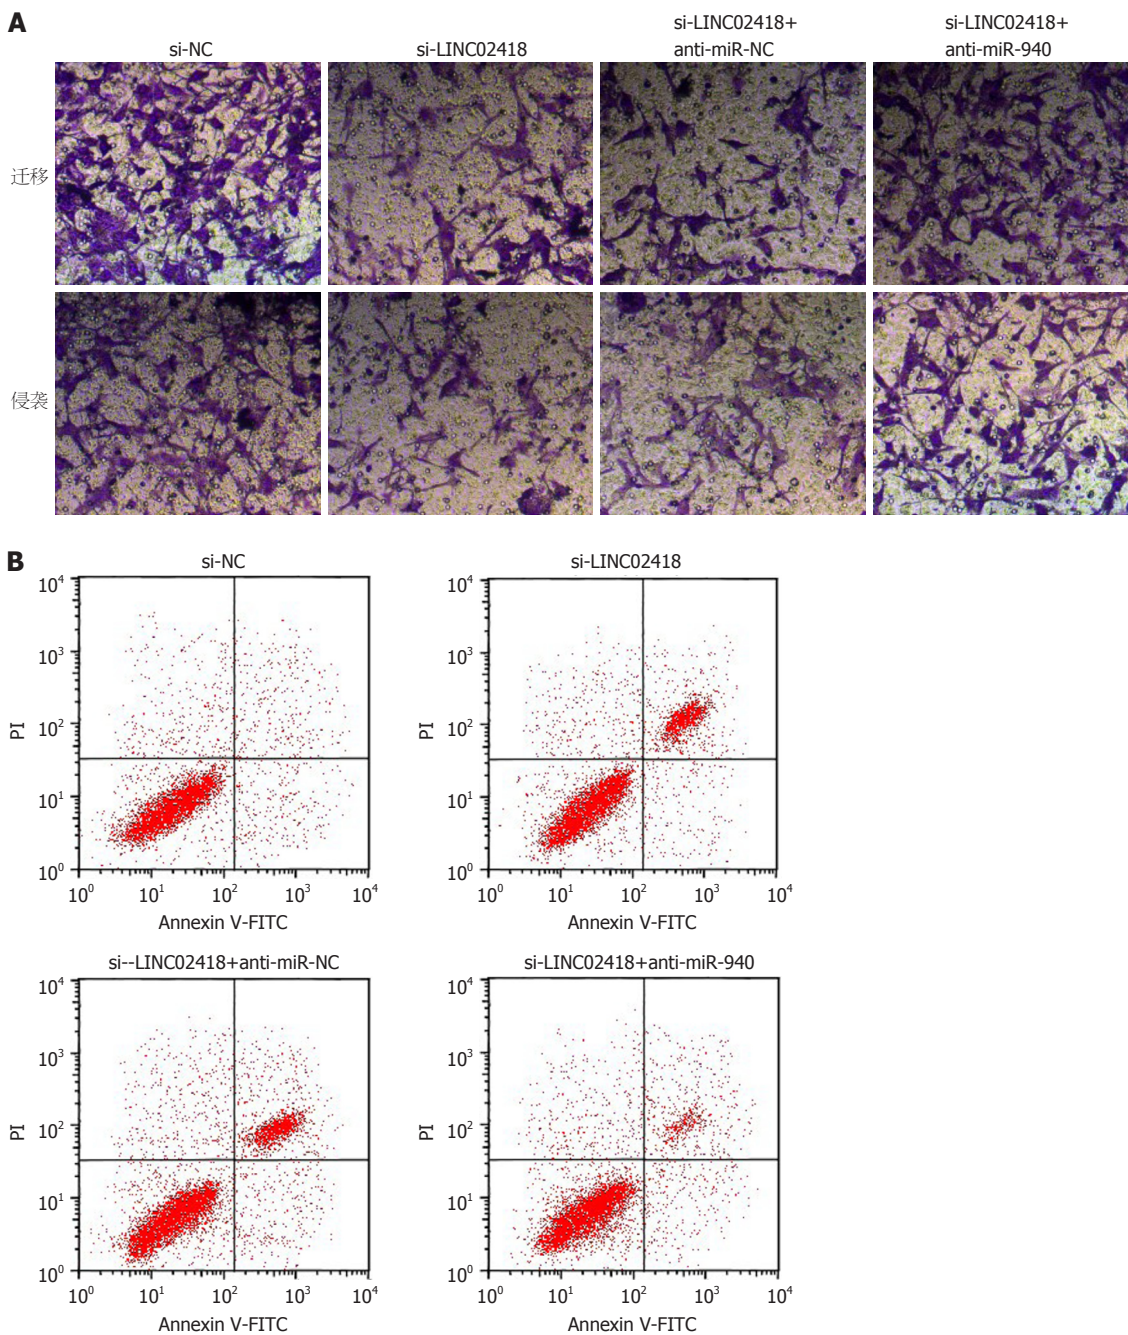 A
si-NC
si-LINC02418
si-LINC02418+
anti-miR-NC
si-LINC02418+
anti-miR-940
迁移
侵袭
B
si-NC
10⁴
10³
10²
10¹
10⁰
PI
10⁰ 10¹ 10² 10³ 10⁴
Annexin V-FITC
si-LINC02418
10⁴
10³
10²
10¹
10⁰
PI
10⁰ 10¹ 10² 10³ 10⁴
Annexin V-FITC
si--LINC02418+anti-miR-NC
10⁴
10³
10²
10¹
10⁰
PI
10⁰ 10¹ 10² 10³ 10⁴
Annexin V-FITC
si-LINC02418+anti-miR-940
10⁴
10³
10²
10¹
10⁰
PI
10⁰ 10¹ 10² 10³ 10⁴
Annexin V-FITC